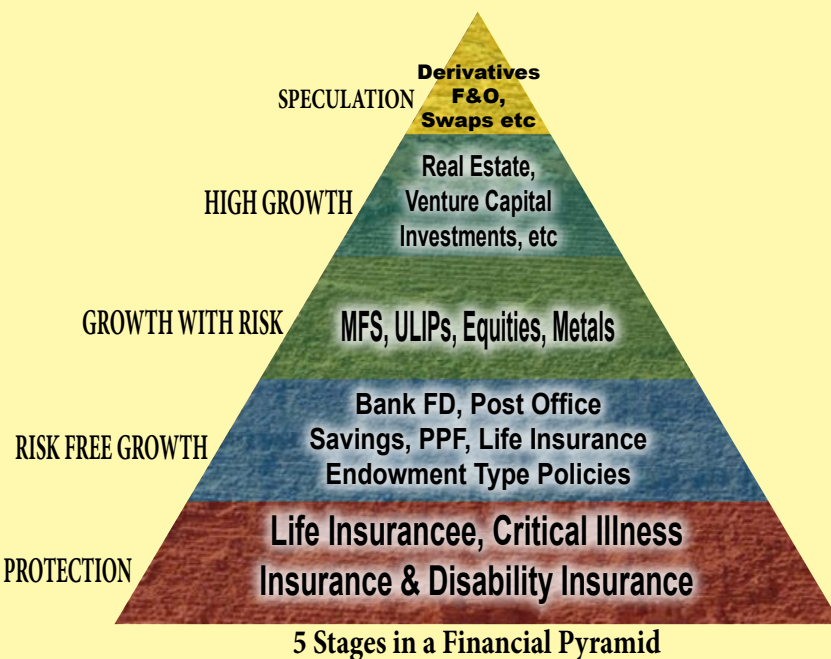 Derivatives
F&O,
Swaps etc
SPECULATION
Real Estate,
Venture Capital
Investments, etc
HIGH GROWTH
MFS, ULIPs, Equities, Metals
GROWTH WITH RISK
Bank FD, Post Office
Savings, PPF, Life Insurance
Endowment Type Policies
RISK FREE GROWTH
Life Insurancee, Critical Illness
Insurance & Disability Insurance
PROTECTION
5 Stages in a Financial Pyramid